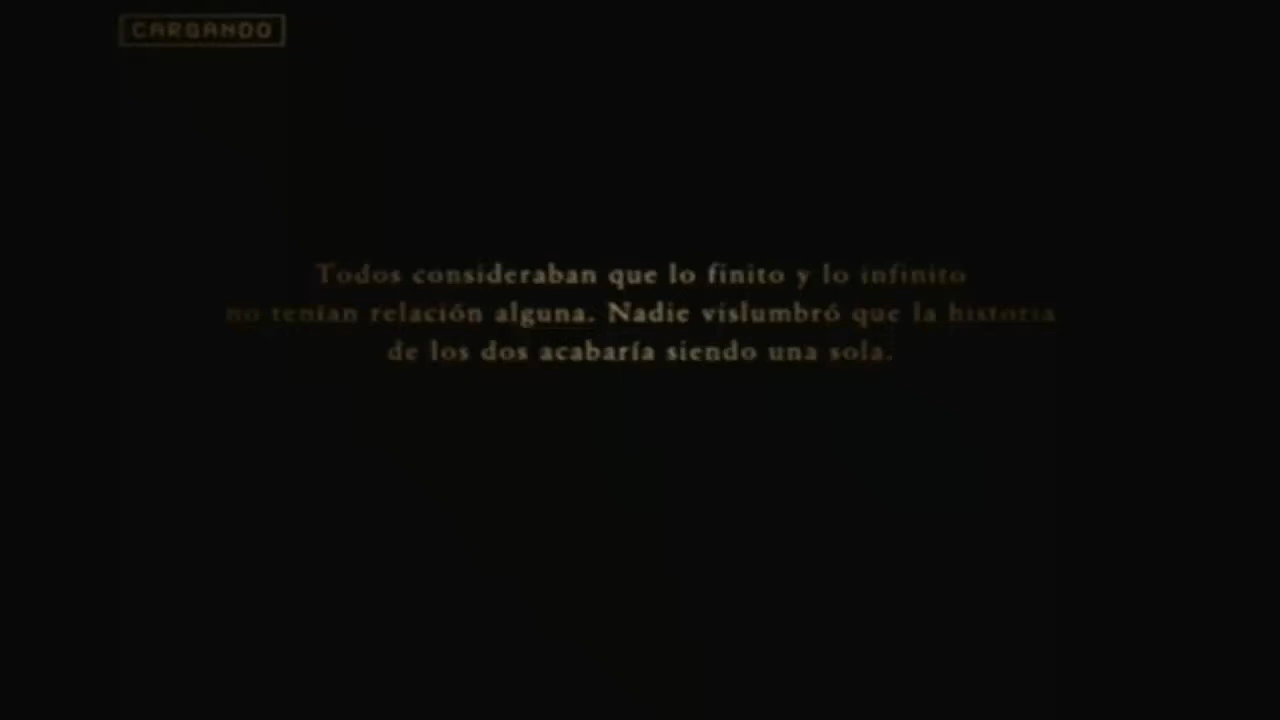 CARGANDO
Todos consideraban que lo finito y lo infinito
no tenían relación alguna. Nadie vislumbró que la historia
de los dos acabaría siendo una sola.